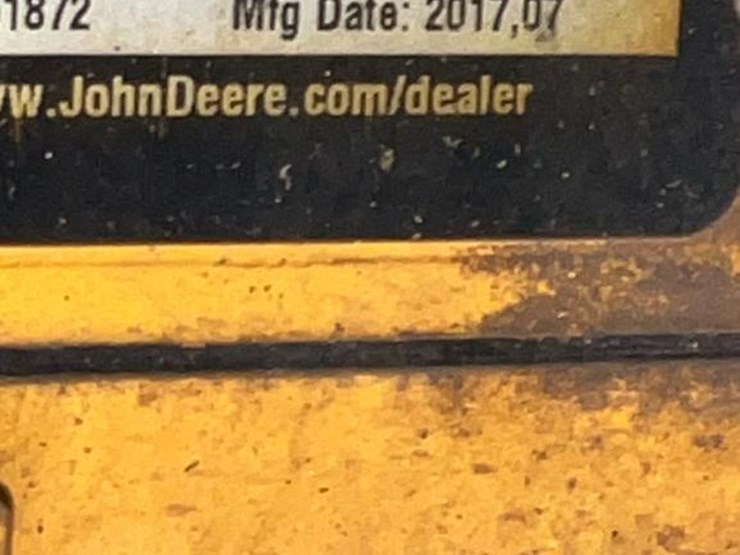 1872 Mfg Date: 2017,07
w.JohnDeere.com/dealer